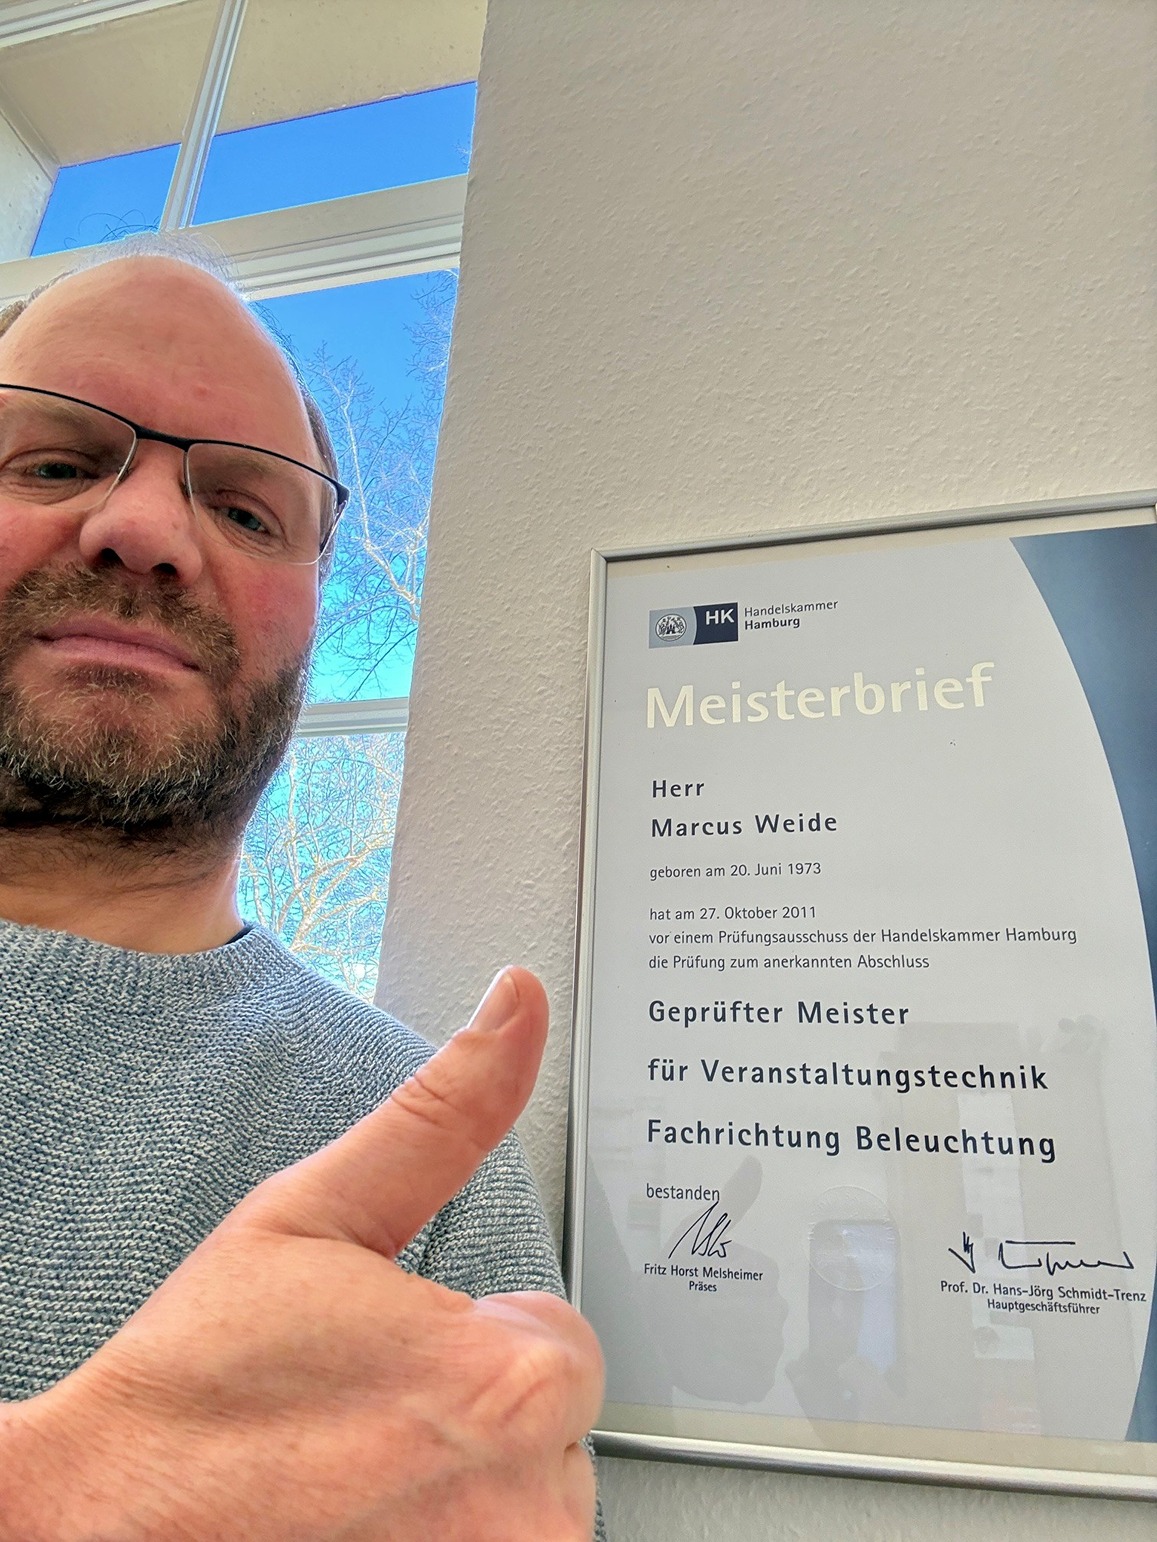 HK Handelskammer
Hamburg
Meisterbrief
Herr
Marcus Weide
geboren am 20. Juni 1973
hat am 27. Oktober 2011
vor einem Prüfungsausschuss der Handelskammer Hamburg
die Prüfung zum anerkannten Abschluss
Geprüfter Meister
für Veranstaltungstechnik
Fachrichtung Beleuchtung
bestanden
Fritz Horst Melsheimer
Präses
Prof. Dr. Hans-Jörg Schmidt-Trenz
Hauptgeschäftsführer